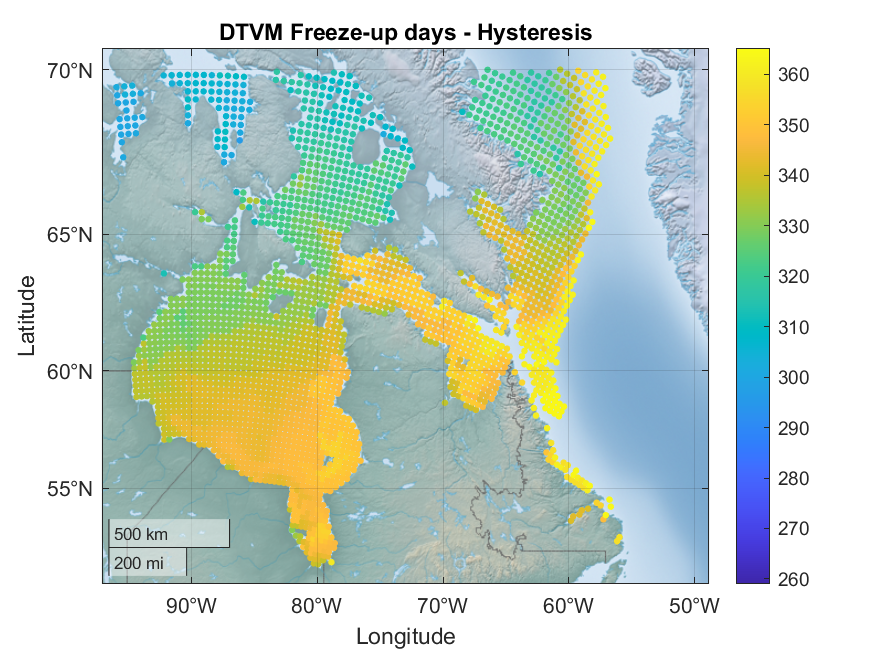 DTVM Freeze-up days - Hysteresis
70°N
65°N
60°N
55°N
Latitude
500 km
200 mi
90°W
80°W
70°W
60°W
50°W
Longitude
360
350
340
330
320
310
300
290
280
270
260